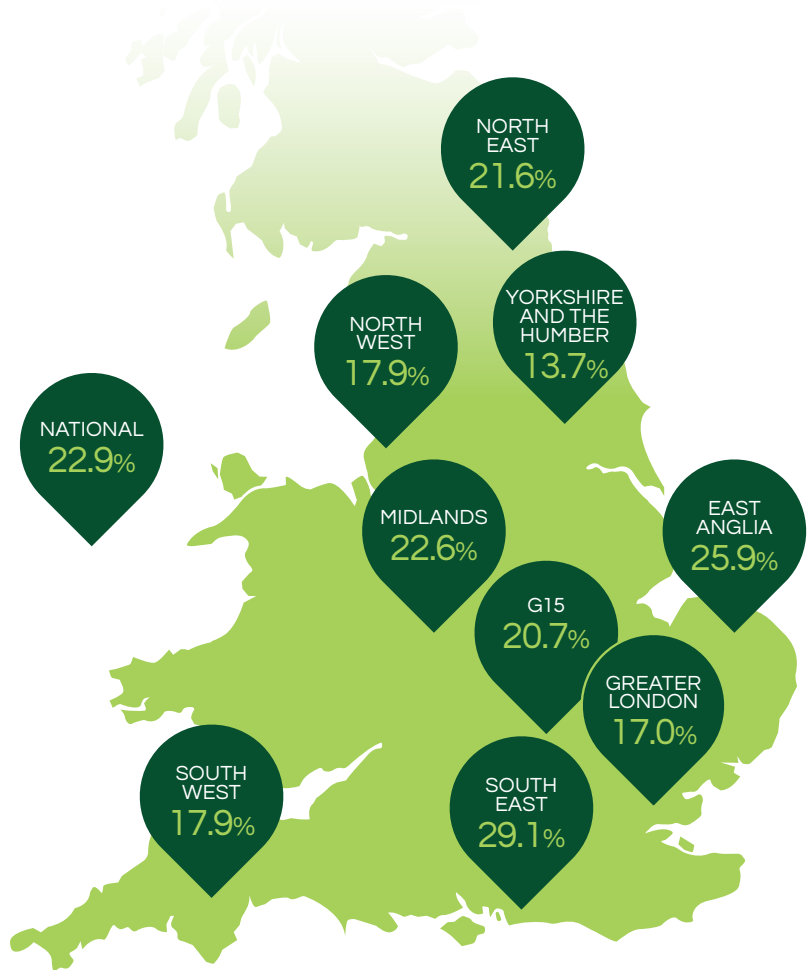 NORTH
EAST
21.6%
YORKSHIRE
AND THE
HUMBER
13.7%
NORTH
WEST
17.9%
NATIONAL
22.9%
MIDLANDS
22.6%
EAST
ANGLIA
25.9%
G15
20.7%
GREATER
LONDON
17.0%
SOUTH
WEST
17.9%
SOUTH
EAST
29.1%